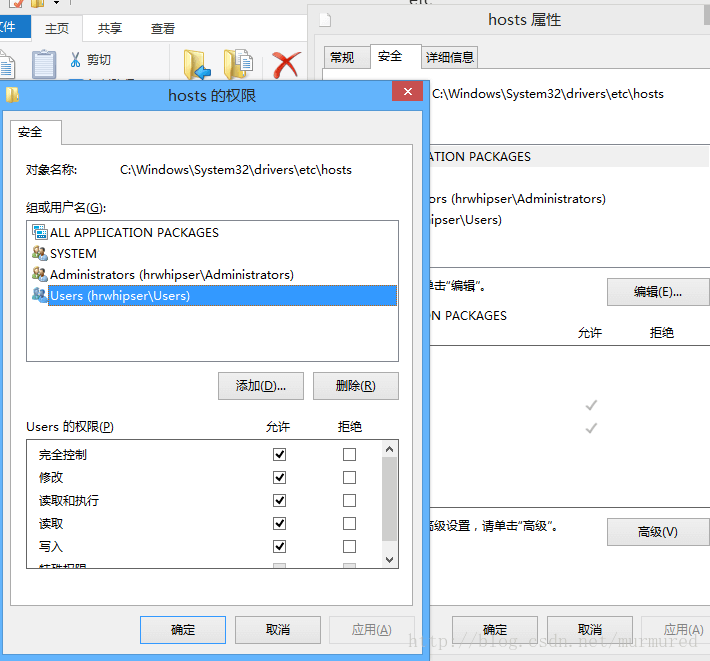 etc
文件
主页
共享
查看
剪切
hosts 属性
常规
安全
详细信息
C:\Windows\System32\drivers\etc\hosts
ATION PACKAGES
ors (hrwhipser\Administrators)
ipser\Users)
单击"编辑"。
编辑(E)...
N PACKAGES
允许
拒绝
高级设置，请单击"高级"。
高级(V)
确定
取消
应用(A)
hosts 的权限
安全
对象名称:
C:\Windows\System32\drivers\etc\hosts
组或用户名(G):
ALL APPLICATION PACKAGES
SYSTEM
Administrators (hrwhipser\Administrators)
Users (hrwhipser\Users)
添加(D)...
删除(R)
Users 的权限(P)
允许
拒绝
完全控制
修改
读取和执行
读取
写入
特殊权限
确定
取消
应用(A)
http://blog.csdn.net/murmured